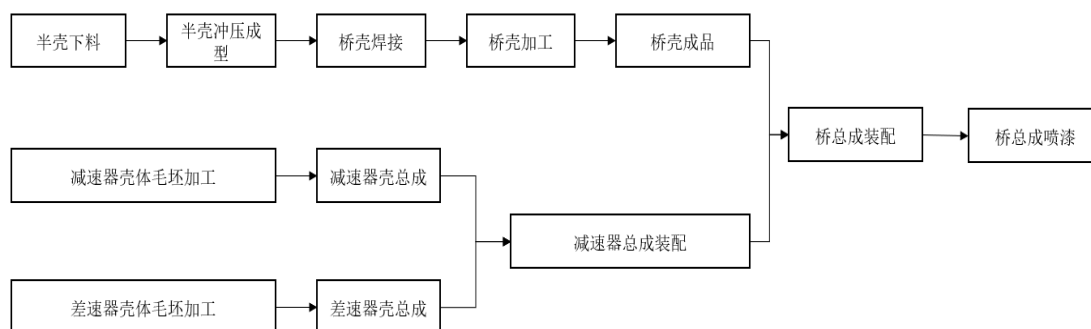 半壳下料
半壳冲压成
型
桥壳焊接
桥壳加工
桥壳成品
桥总成装配
桥总成喷漆
减速器壳体毛坯加工
减速器壳总成
减速器总成装配
差速器壳体毛坯加工
差速器壳总成